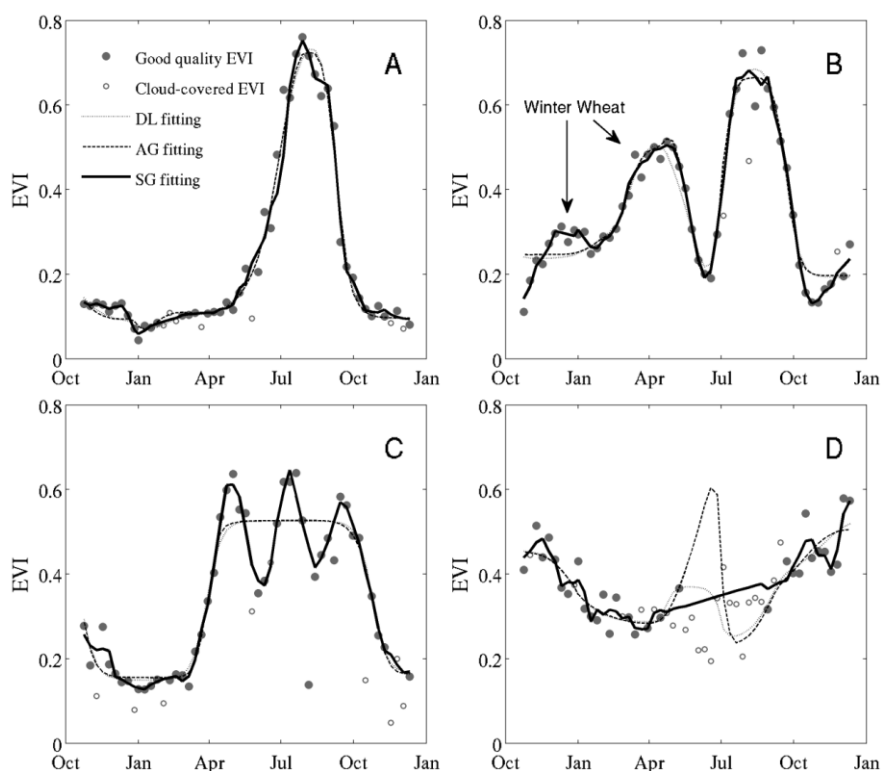 0.8
0.6
0.4
0.2
0
EVI
A
Good quality EVI
Cloud-covered EVI
DL fitting
AG fitting
SG fitting
Oct Jan Apr Jul Oct Jan
0.8
0.6
0.4
0.2
0
EVI
B
Winter Wheat
Oct Jan Apr Jul Oct Jan
0.8
0.6
0.4
0.2
0
EVI
C
Oct Jan Apr Jul Oct Jan
0.8
0.6
0.4
0.2
0
EVI
D
Oct Jan Apr Jul Oct Jan